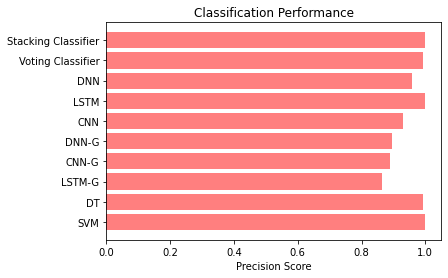 Classification Performance
Stacking Classifier
Voting Classifier
DNN
LSTM
CNN
DNN-G
CNN-G
LSTM-G
DT
SVM
0.0 0.2 0.4 0.6 0.8 1.0
Precision Score